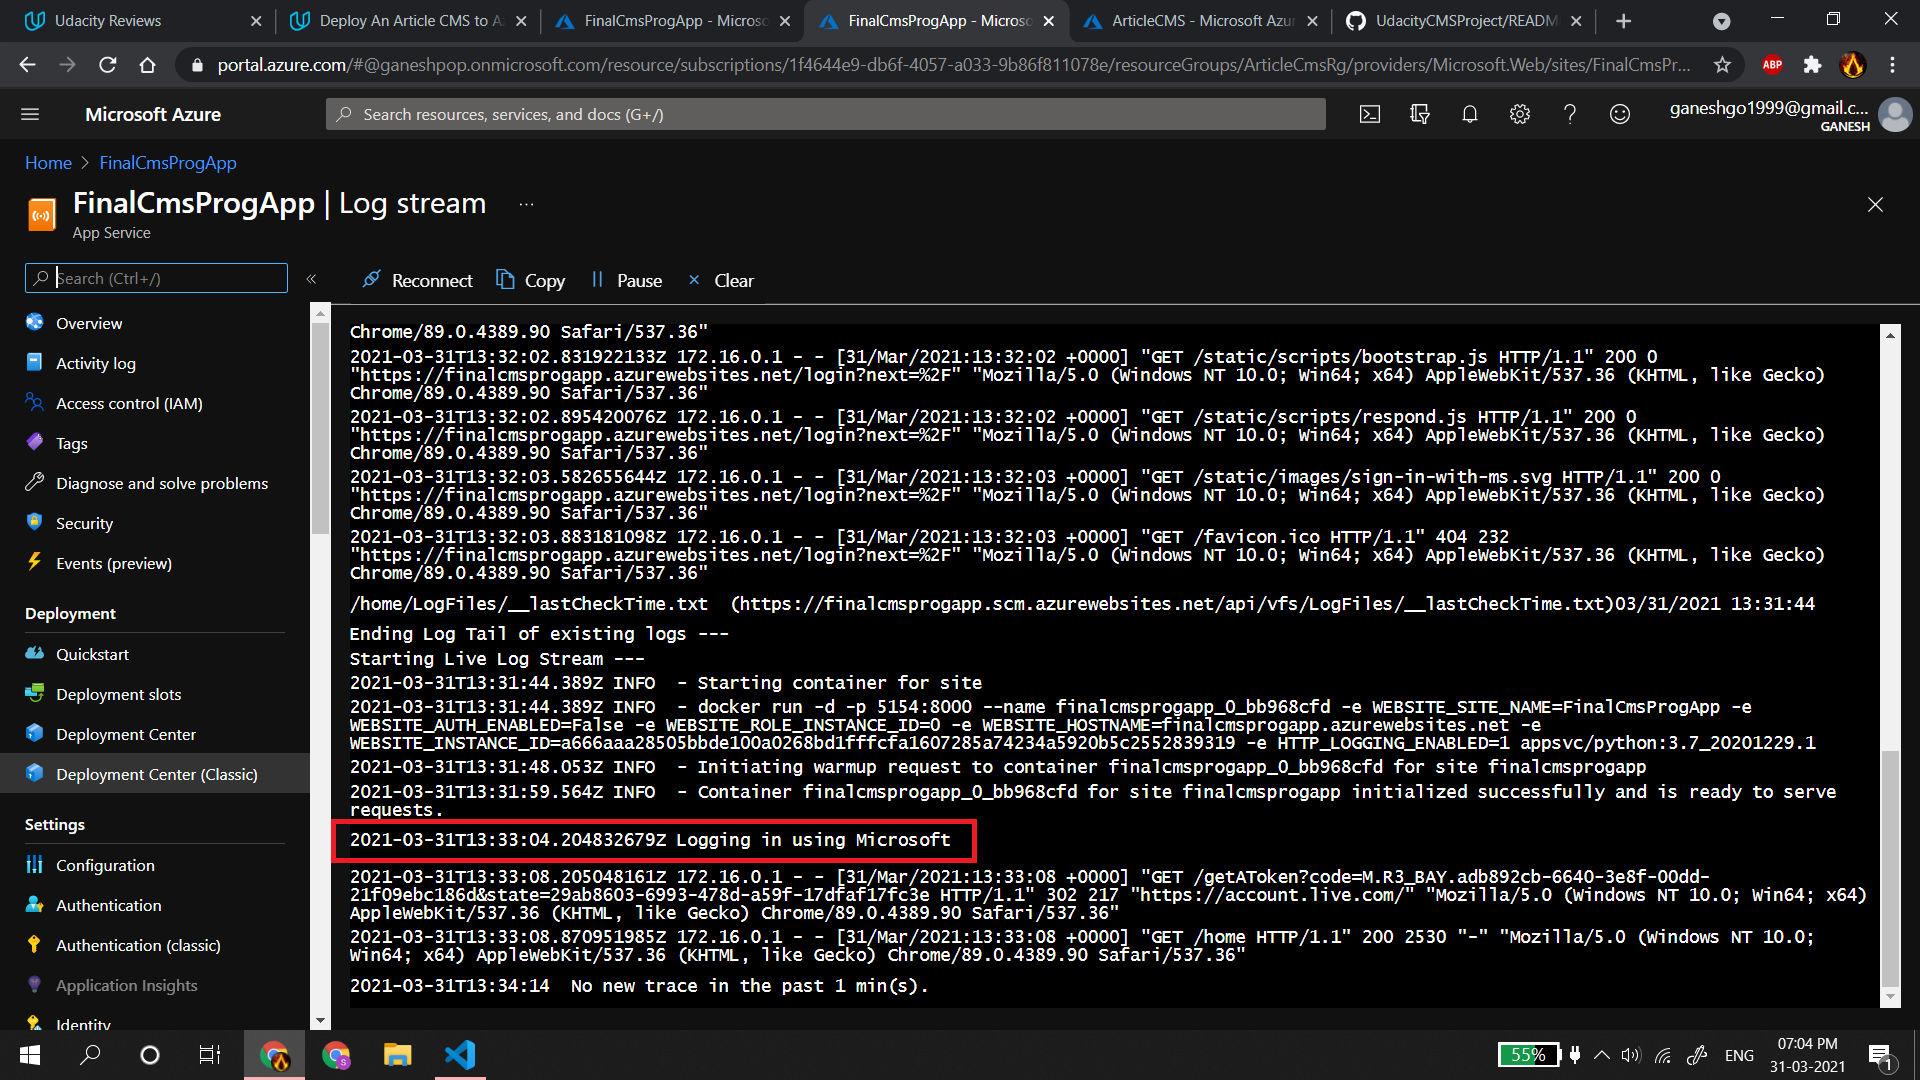 Udacity Reviews
Deploy An Article CMS to A
FinalCmsProgApp - Microso
FinalCmsProgApp - Microso
ArticleCMS - Microsoft Azur
UdacityCMSProject/READM
portal.azure.com/#@ganeshpop.onmicrosoft.com/resource/subscriptions/1f4644e9-db6f-4057-a033-9b86f811078e/resourceGroups/ArticleCmsRg/providers/Microsoft.Web/sites/FinalCmsPr...
ABP
Microsoft Azure
Search resources, services, and docs (G+/)
ganeshgo1999@gmail.c...
GANESH
Home > FinalCmsProgApp
FinalCmsProgApp | Log stream ...
App Service
Search (Ctrl+/)
«
Reconnect
Copy
Pause
Clear
Overview
Activity log
Access control (IAM)
Tags
Diagnose and solve problems
Security
Events (preview)
Deployment
Quickstart
Deployment slots
Deployment Center
Deployment Center (Classic)
Settings
Configuration
Authentication
Authentication (classic)
Application Insights
Identity
Chrome/89.0.4389.90 Safari/537.36"
2021-03-31T13:32:02.831922133Z 172.16.0.1 - - [31/Mar/2021:13:32:02 +0000] "GET /static/scripts/bootstrap.js HTTP/1.1" 200 0
"https://finalcmsprogapp.azurewebsites.net/login?next=%2F" "Mozilla/5.0 (Windows NT 10.0; Win64; x64) AppleWebKit/537.36 (KHTML, like Gecko)
Chrome/89.0.4389.90 Safari/537.36"
2021-03-31T13:32:02.895420076Z 172.16.0.1 - - [31/Mar/2021:13:32:02 +0000] "GET /static/scripts/respond.js HTTP/1.1" 200 0
"https://finalcmsprogapp.azurewebsites.net/login?next=%2F" "Mozilla/5.0 (Windows NT 10.0; Win64; x64) AppleWebKit/537.36 (KHTML, like Gecko)
Chrome/89.0.4389.90 Safari/537.36"
2021-03-31T13:32:03.582655644Z 172.16.0.1 - - [31/Mar/2021:13:32:03 +0000] "GET /static/images/sign-in-with-ms.svg HTTP/1.1" 200 0
"https://finalcmsprogapp.azurewebsites.net/login?next=%2F" "Mozilla/5.0 (Windows NT 10.0; Win64; x64) AppleWebKit/537.36 (KHTML, like Gecko)
Chrome/89.0.4389.90 Safari/537.36"
2021-03-31T13:32:03.883181098Z 172.16.0.1 - - [31/Mar/2021:13:32:03 +0000] "GET /favicon.ico HTTP/1.1" 404 232
"https://finalcmsprogapp.azurewebsites.net/login?next=%2F" "Mozilla/5.0 (Windows NT 10.0; Win64; x64) AppleWebKit/537.36 (KHTML, like Gecko)
Chrome/89.0.4389.90 Safari/537.36"
/home/LogFiles/__lastCheckTime.txt (https://finalcmsprogapp.scm.azurewebsites.net/api/vfs/LogFiles/__lastCheckTime.txt)03/31/2021 13:31:44
Ending Log Tail of existing logs ---
Starting Live Log Stream ---
2021-03-31T13:31:44.389Z INFO - Starting container for site
2021-03-31T13:31:44.389Z INFO - docker run -d -p 5154:8000 --name finalcmsprogapp_0_bb968cfd -e WEBSITE_SITE_NAME=FinalCmsProgApp -e
WEBSITE_AUTH_ENABLED=False -e WEBSITE_ROLE_INSTANCE_ID=0 -e WEBSITE_HOSTNAME=finalcmsprogapp.azurewebsites.net -e
WEBSITE_INSTANCE_ID=a666aaa28505bbde100a0268bd1fffcfa1607285a74234a5920b5c2552839319 -e HTTP_LOGGING_ENABLED=1 appsvc/python:3.7_20201229.1
2021-03-31T13:31:48.053Z INFO - Initiating warmup request to container finalcmsprogapp_0_bb968cfd for site finalcmsprogapp
2021-03-31T13:31:59.564Z INFO - Container finalcmsprogapp_0_bb968cfd for site finalcmsprogapp initialized successfully and is ready to serve
requests.
2021-03-31T13:33:04.204832679Z Logging in using Microsoft
2021-03-31T13:33:08.205048161Z 172.16.0.1 - - [31/Mar/2021:13:33:08 +0000] "GET /getAToken?code=M.R3_BAY.adb892cb-6640-3e8f-00dd-
21f09ebc186d&state=29ab8603-6993-478d-a59f-17dfaf17fc3e HTTP/1.1" 302 217 "https://account.live.com/" "Mozilla/5.0 (Windows NT 10.0; Win64; x64)
AppleWebKit/537.36 (KHTML, like Gecko) Chrome/89.0.4389.90 Safari/537.36"
2021-03-31T13:33:08.870951985Z 172.16.0.1 - - [31/Mar/2021:13:33:08 +0000] "GET /home HTTP/1.1" 200 2530 "-" "Mozilla/5.0 (Windows NT 10.0;
Win64; x64) AppleWebKit/537.36 (KHTML, like Gecko) Chrome/89.0.4389.90 Safari/537.36"
2021-03-31T13:34:14 No new trace in the past 1 min(s).
55%
ENG
07:04 PM
31-03-2021
1